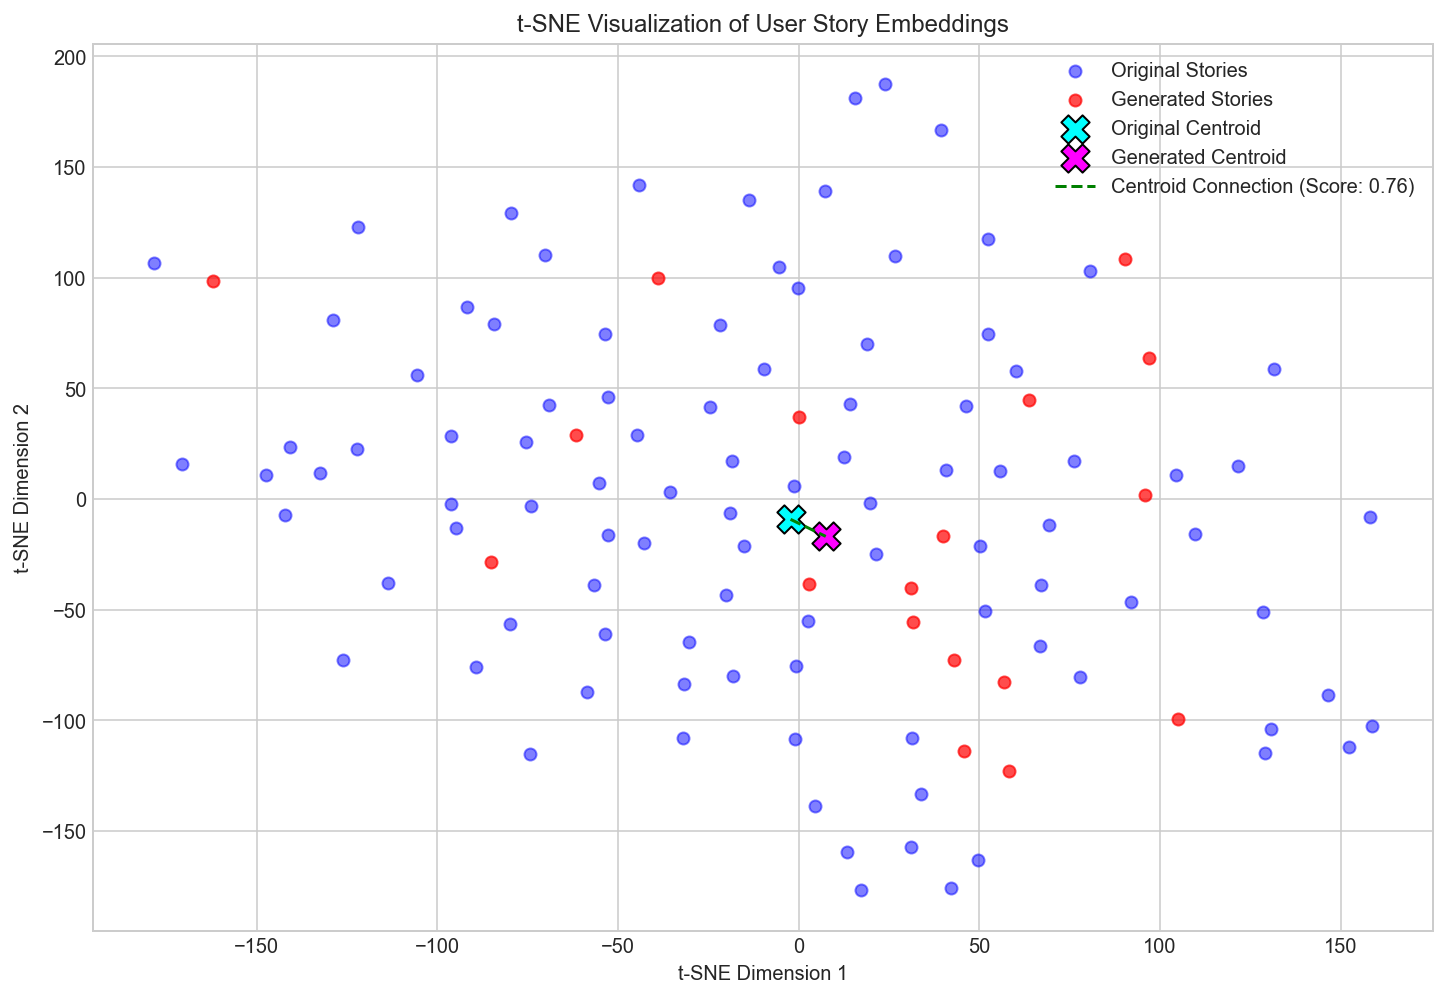 t-SNE Visualization of User Story Embeddings
Original Stories
Generated Stories
Original Centroid
Generated Centroid
Centroid Connection (Score: 0.76)
t-SNE Dimension 2
200
150
100
50
0
−50
−100
−150
−150
−100
−50
0
50
100
150
t-SNE Dimension 1